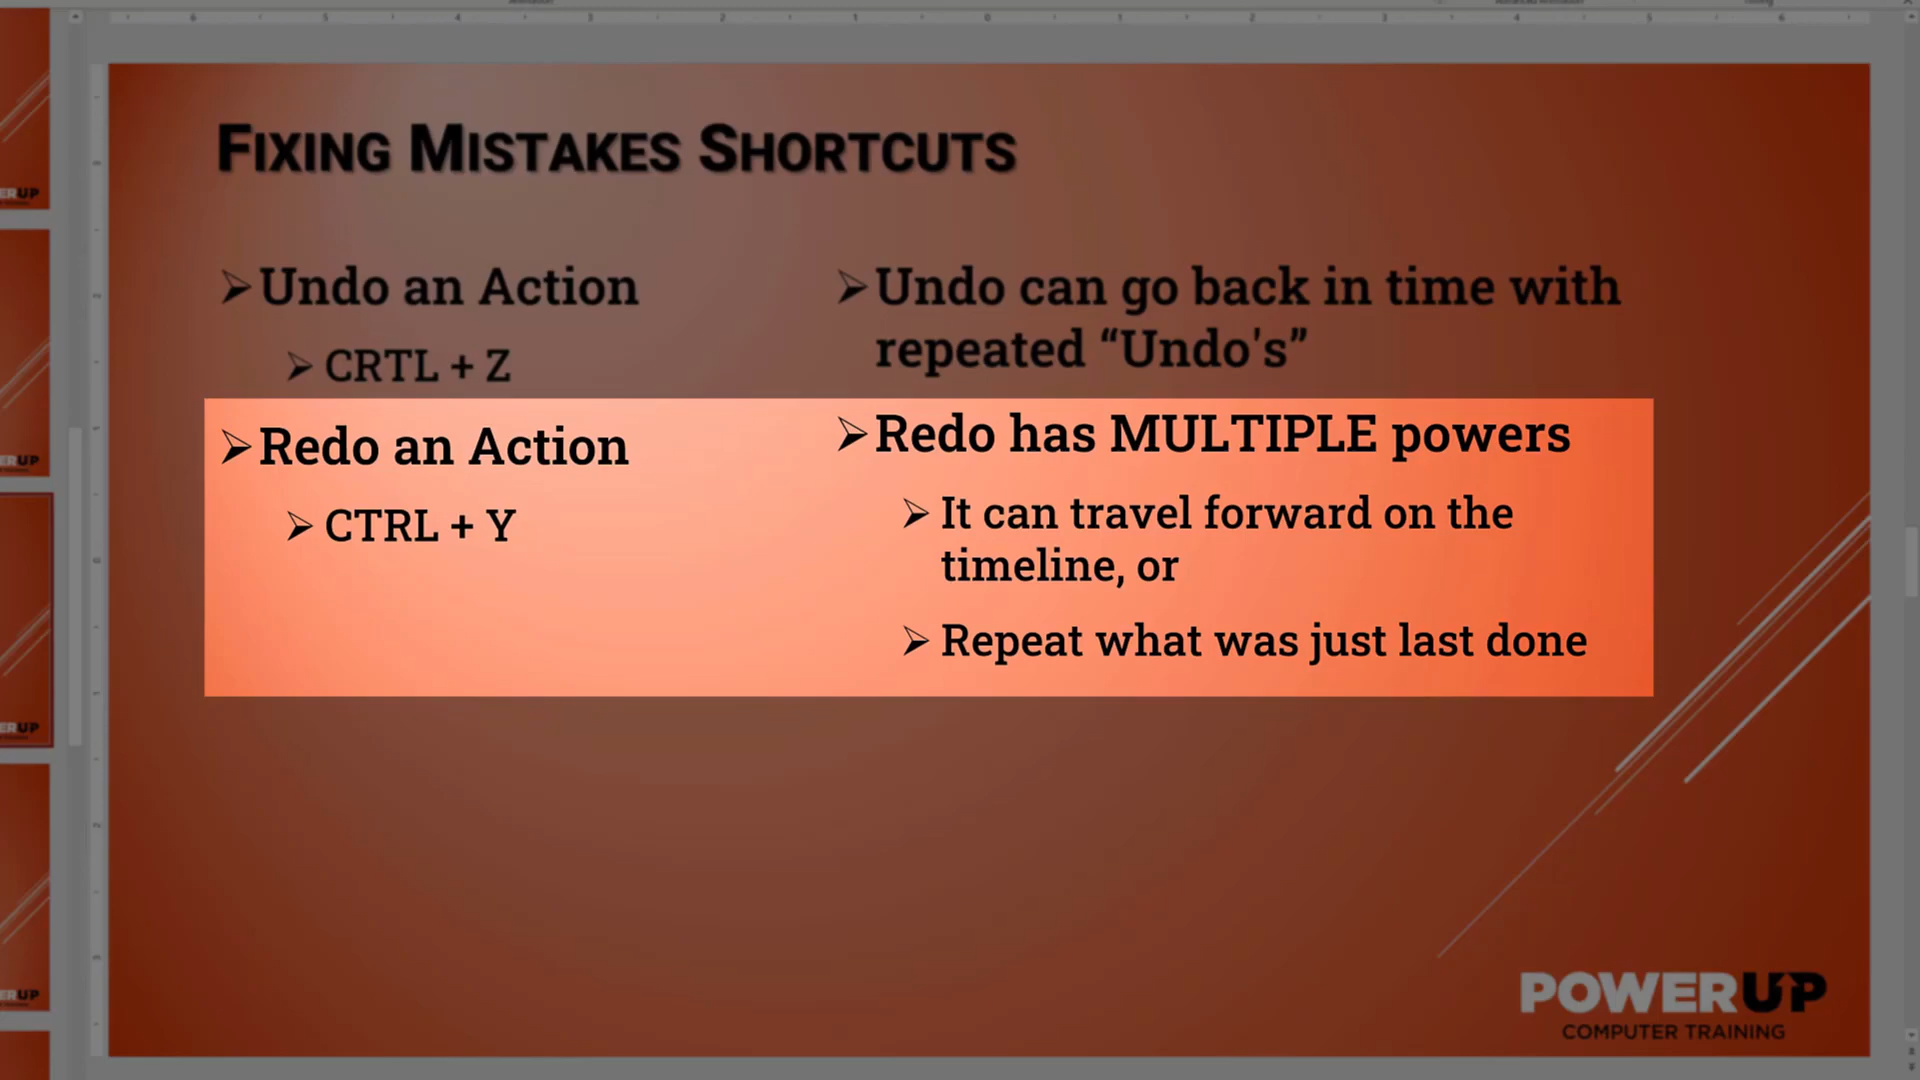 FIXING MISTAKES SHORTCUTS
Undo an Action
CRTL + Z
Redo an Action
CTRL + Y
Undo can go back in time with
repeated “Undo's”
Redo has MULTIPLE powers
It can travel forward on the
timeline, or
Repeat what was just last done
POWERUP
COMPUTER TRAINING